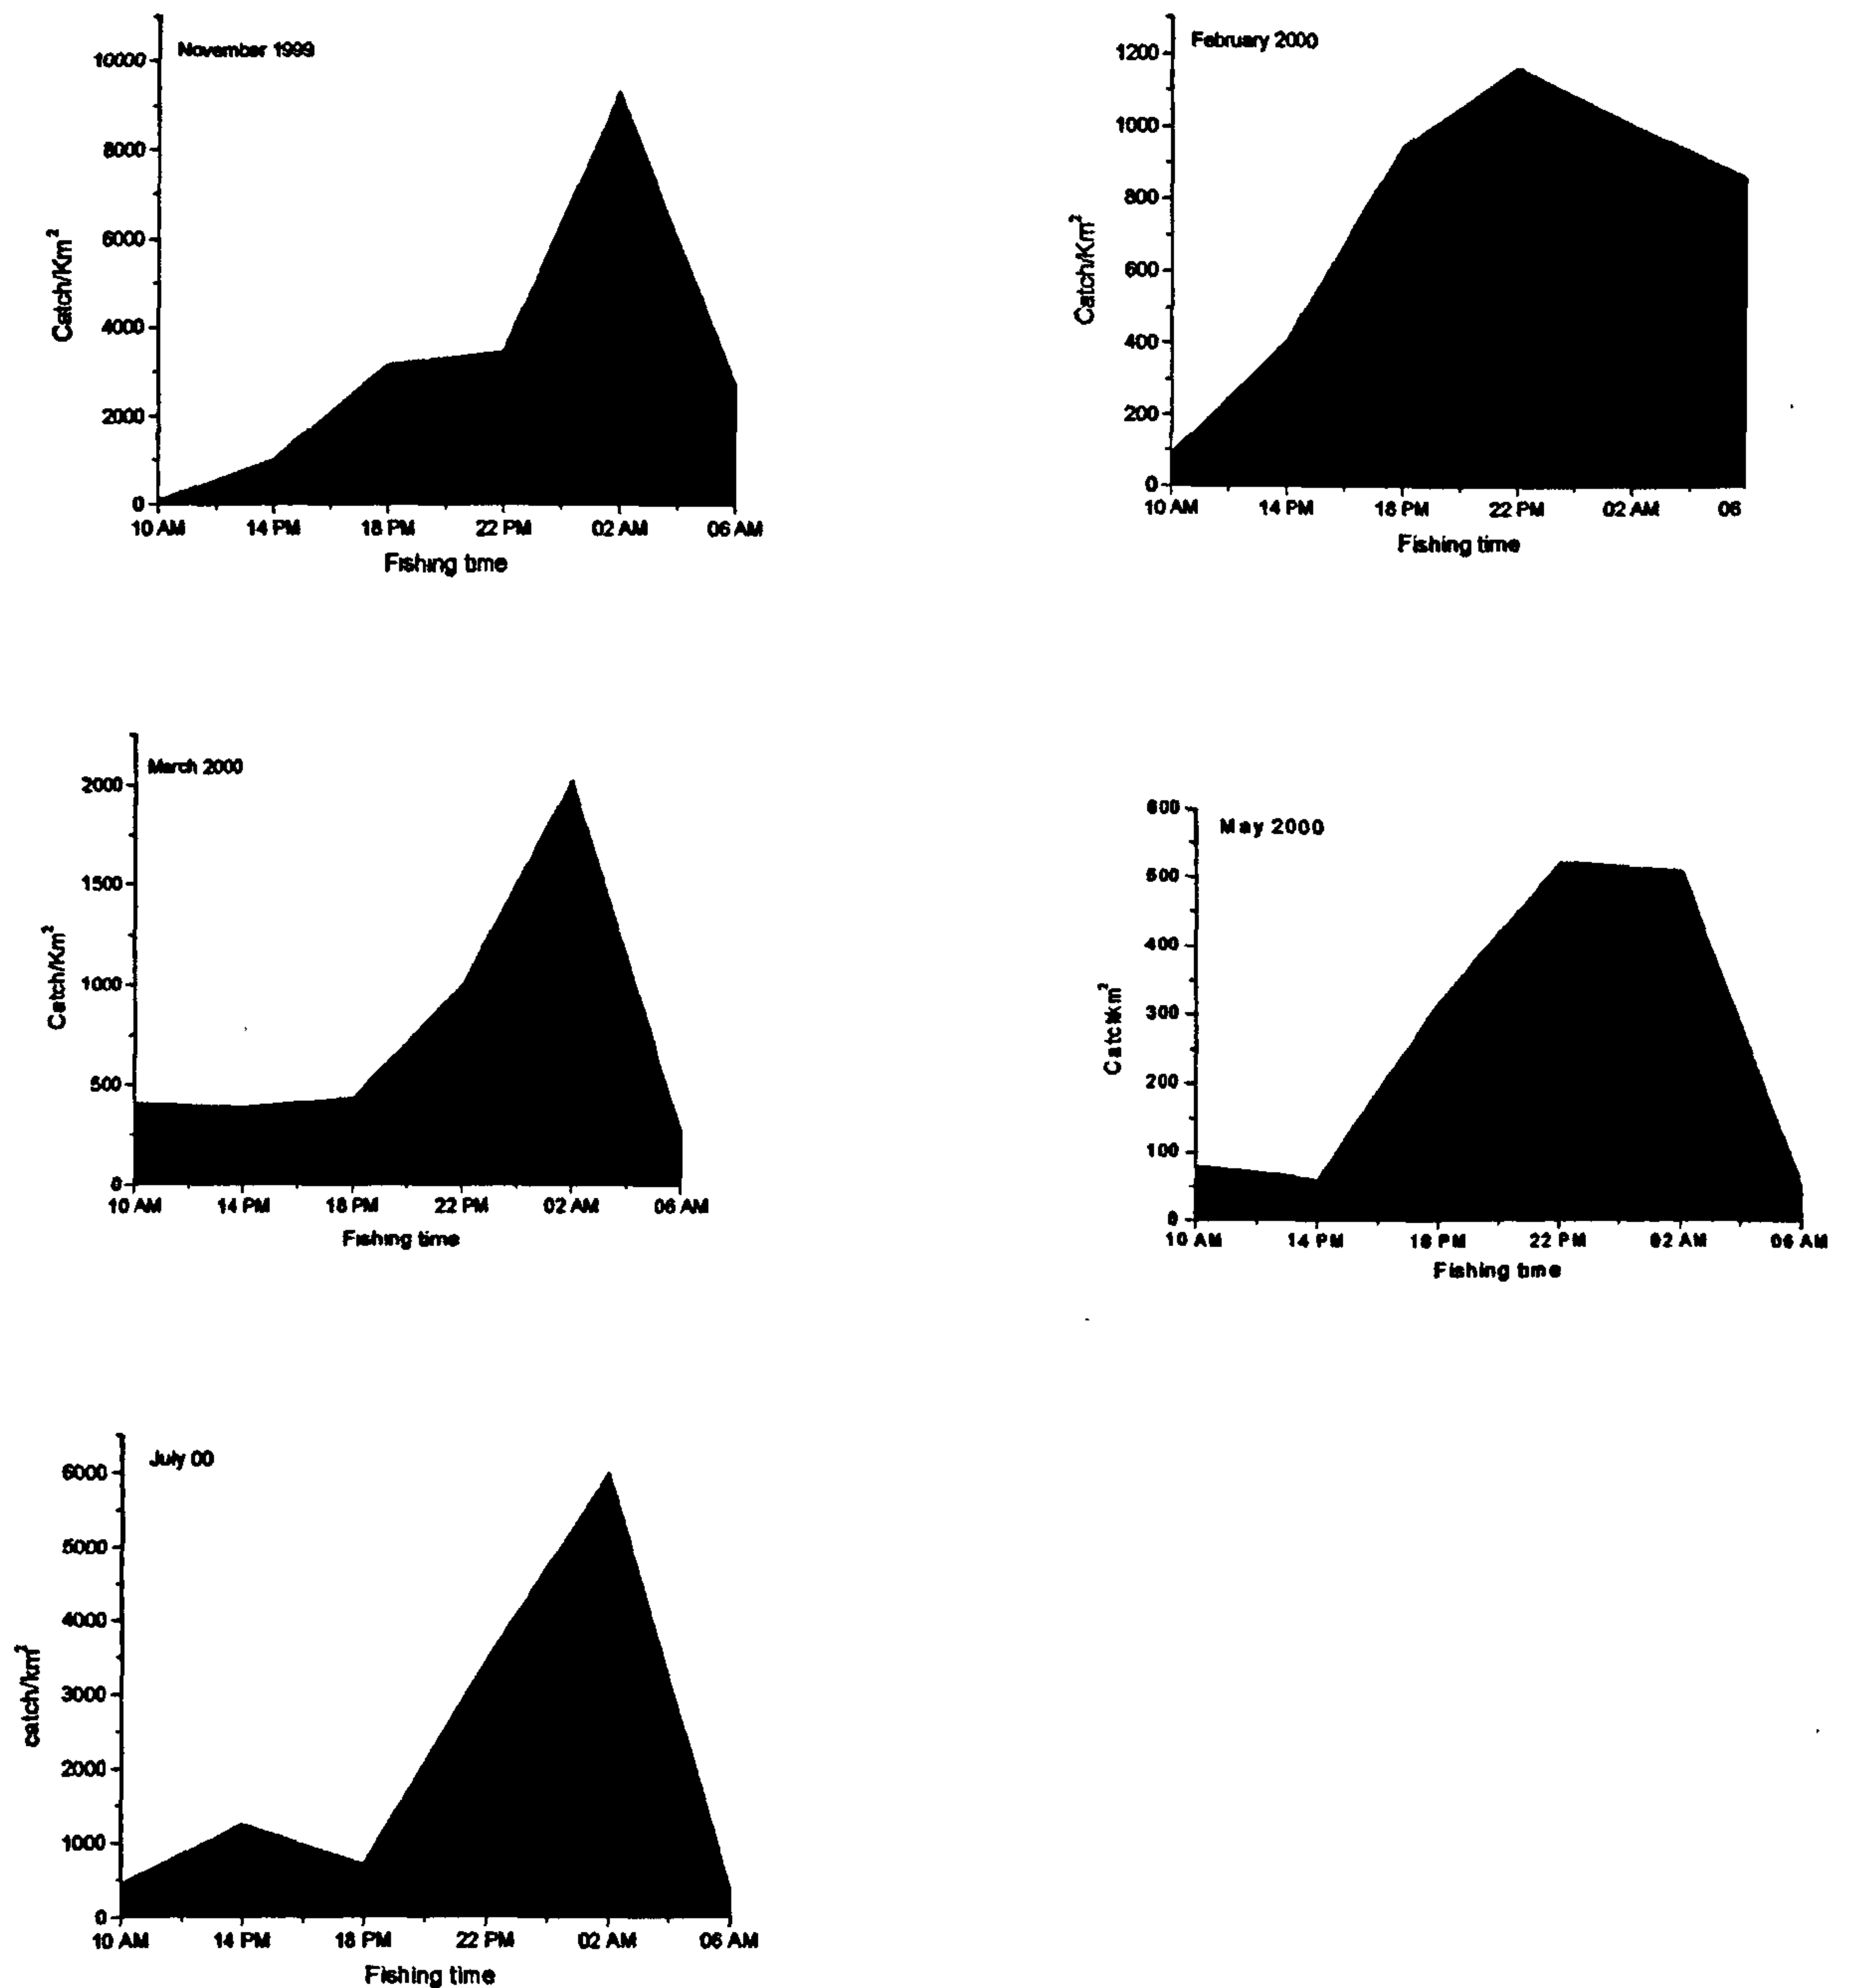 November 1999
10000
8000
6000
4000
2000
0
Catch/Km²
10 AM 14 PM 18 PM 22 PM 02 AM 06 AM
Fishing time
February 2000
1200
1000
800
600
400
200
0
Catch/Km²
10 AM 14 PM 18 PM 22 PM 02 AM 06
Fishing time
March 2000
2000
1500
1000
500
0
Catch/Km²
10 AM 14 PM 18 PM 22 PM 02 AM 06 AM
Fishing time
May 2000
600
500
400
300
200
100
0
Catch/km²
10 AM 14 PM 18 PM 22 PM 02 AM 06 AM
Fishing time
July 00
6000
5000
4000
3000
2000
1000
0
catch/km²
10 AM 14 PM 18 PM 22 PM 02 AM 06 AM
Fishing time